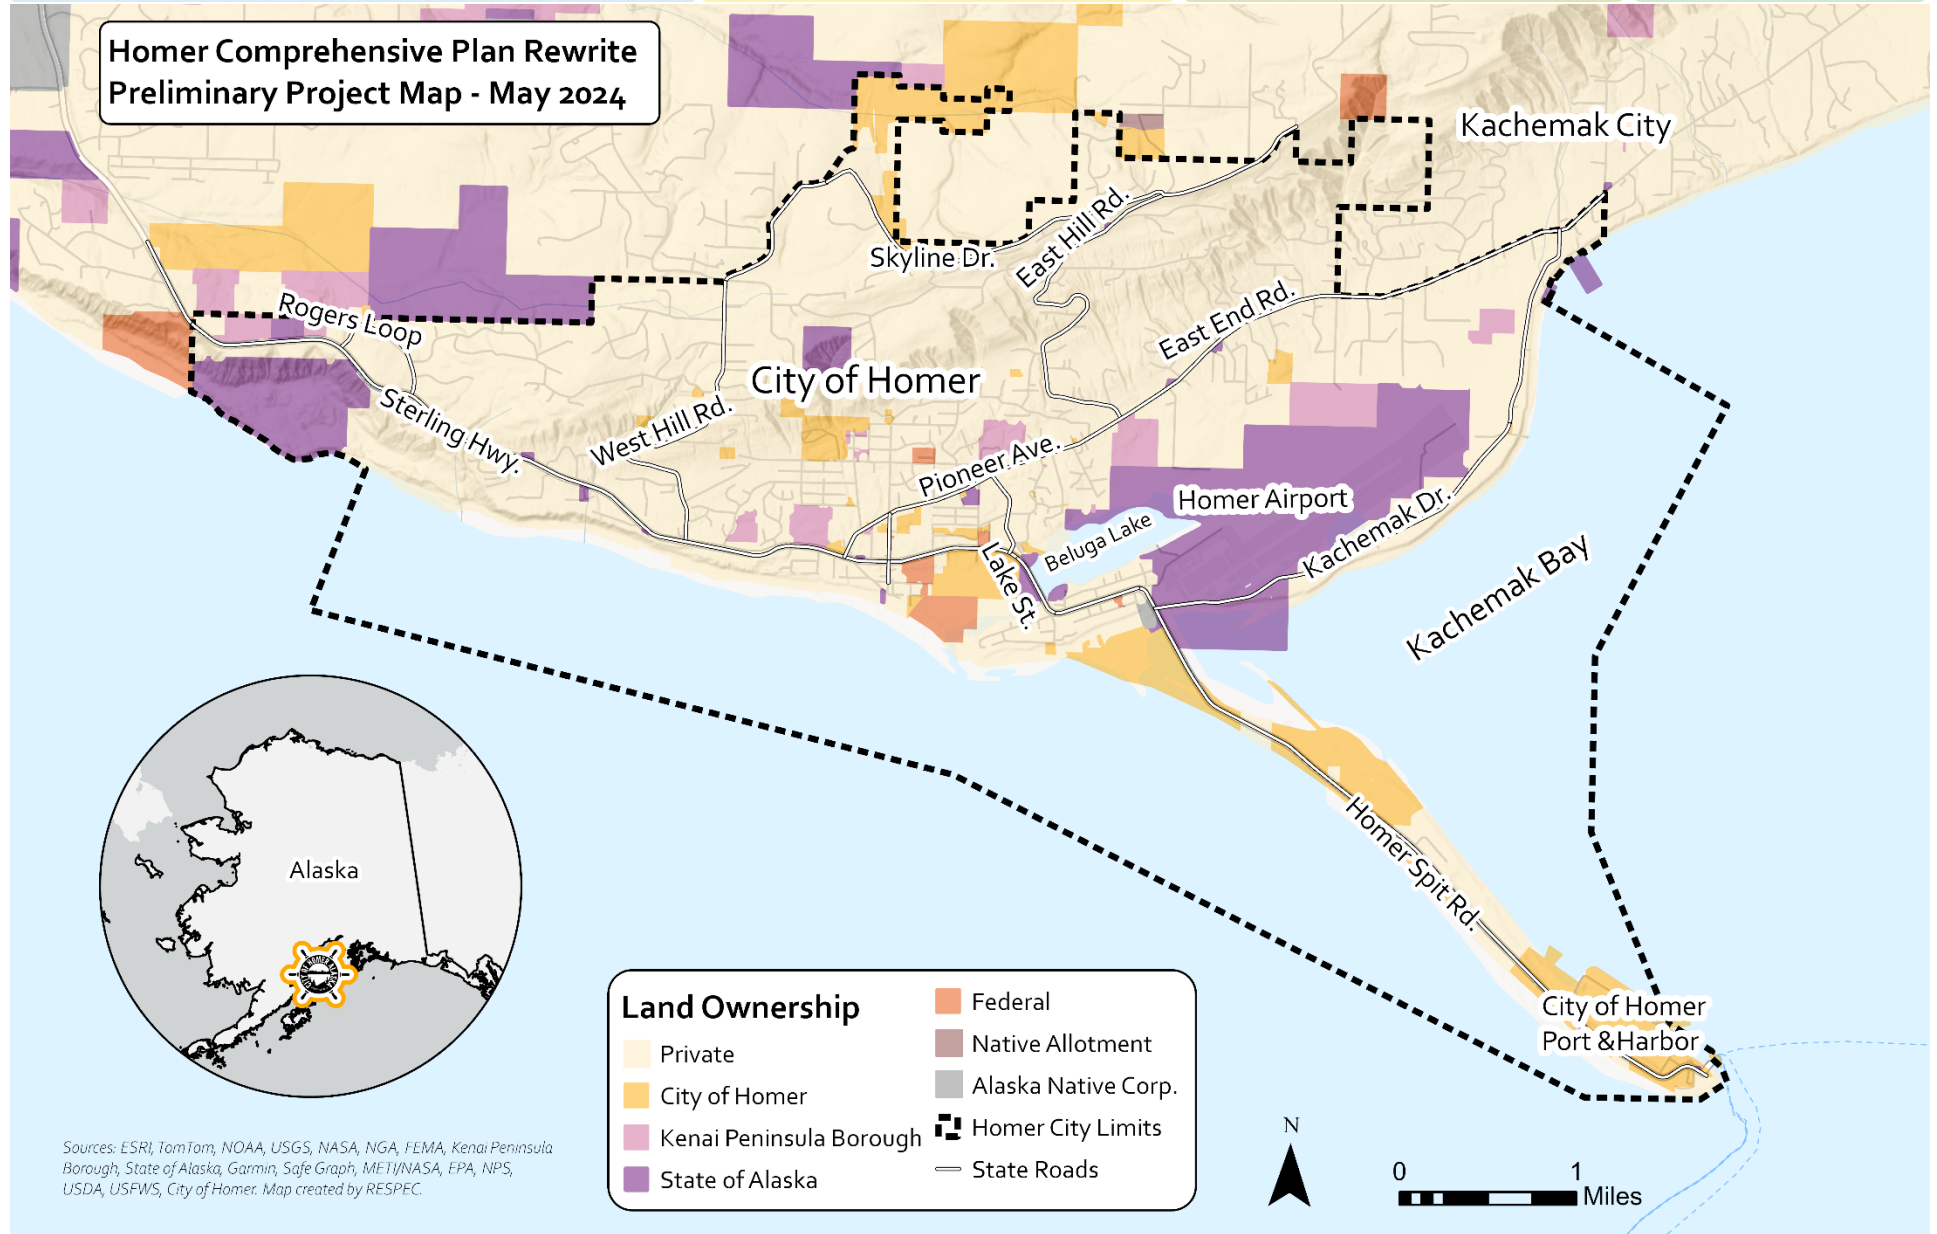 Homer Comprehensive Plan Rewrite
Preliminary Project Map - May 2024
Kachemak City
Skyline Dr.
East Hill Rd.
Rogers Loop
East End Rd.
City of Homer
Sterling Hwy.
West Hill Rd.
Pioneer Ave.
Homer Airport
Beluga Lake
Kachemak Dr.
Lake St.
Kachemak Bay
Homer Spit Rd.
City of Homer
Port &Harbor
Alaska
Land Ownership
Private
City of Homer
Kenai Peninsula Borough
State of Alaska
Federal
Native Allotment
Alaska Native Corp.
Homer City Limits
State Roads
N
0 1
Miles
Sources: ESRI, TomTom, NOAA, USGS, NASA, NGA, FEMA, Kenai Peninsula
Borough, State of Alaska, Garmin, Safe Graph, METI/NASA, EPA, NPS,
USDA, USFWS, City of Homer. Map created by RESPEC.